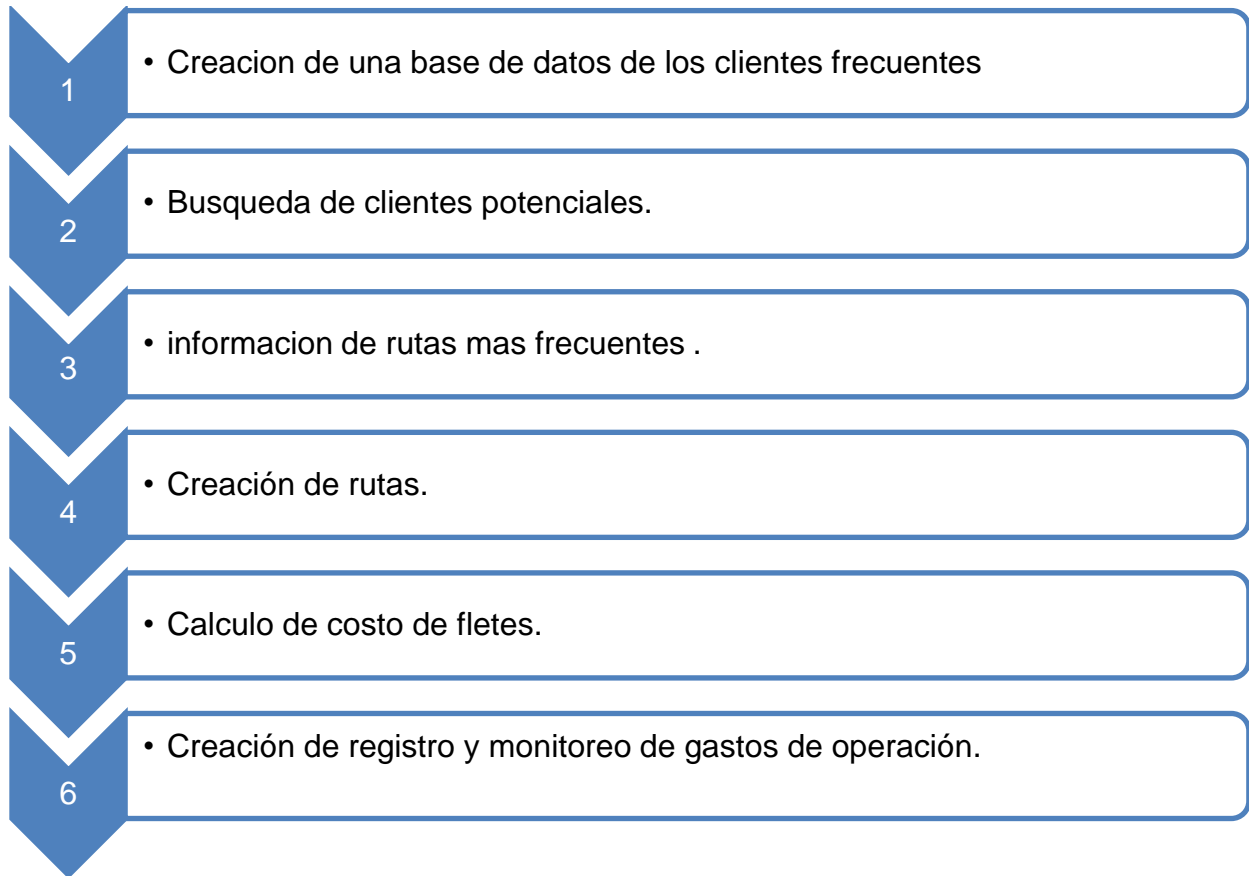 1
• Creacion de una base de datos de los clientes frecuentes
2
• Busqueda de clientes potenciales.
3
• informacion de rutas mas frecuentes .
4
• Creación de rutas.
5
• Calculo de costo de fletes.
6
• Creación de registro y monitoreo de gastos de operación.